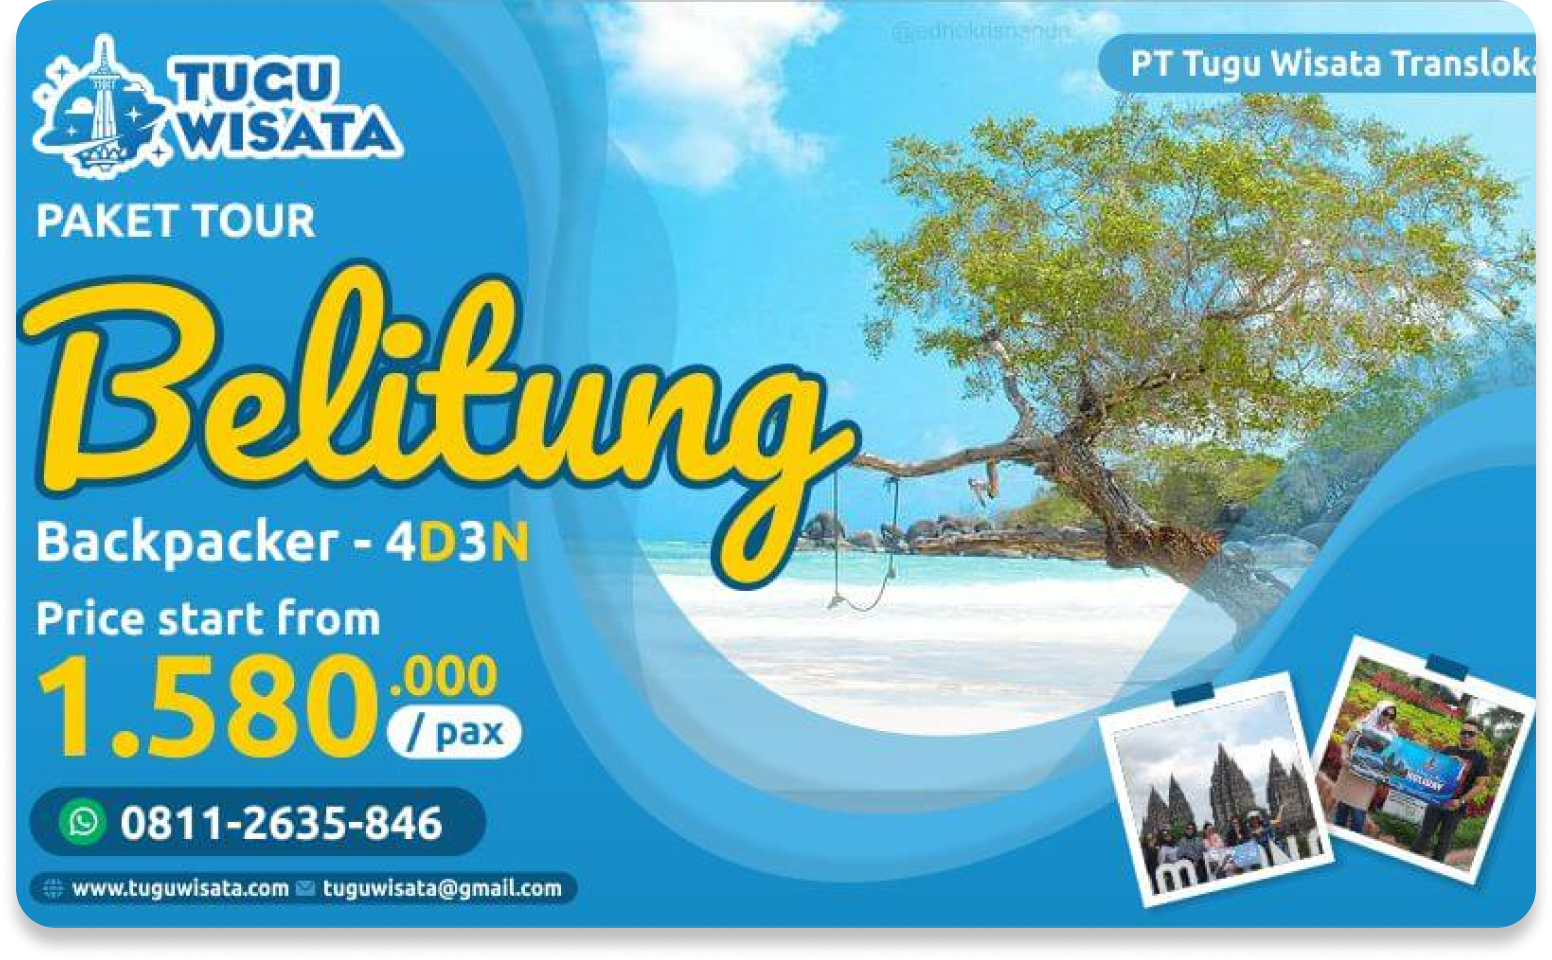 TUGU
WISATA
PT Tugu Wisata Transloka
PAKET TOUR
Belitung
Backpacker - 4D3N
Price start from
1.580.000
/ pax
0811-2635-846
www.tuguwisata.com tuguwisata@gmail.com
HOLIDAY